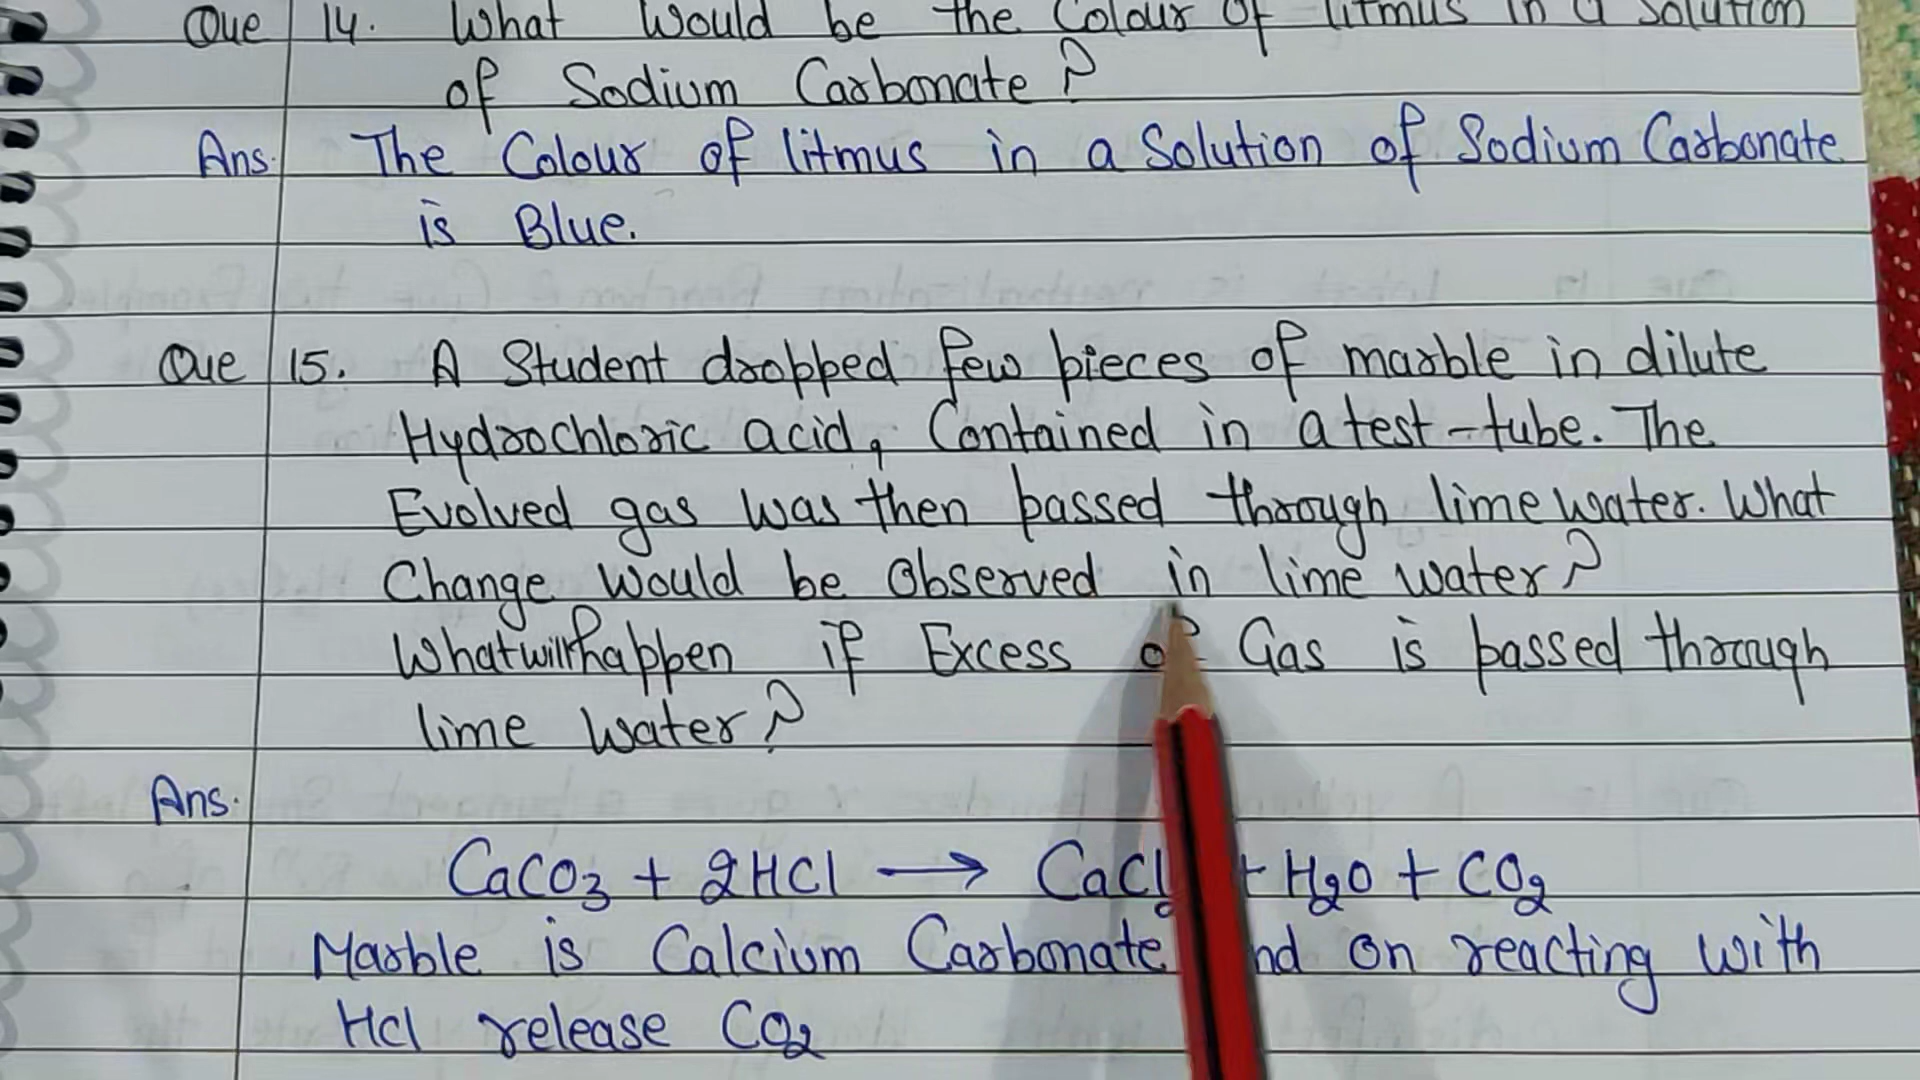 Que 14. What would be the Colour of litmus in a solution
of Sodium Carbonate?
Ans. The Colour of litmus in a Solution of Sodium Carbonate
is Blue.
Que 15. A Student dropped few pieces of marble in dilute
Hydrochloric acid, Contained in a test-tube. The
Evolved gas was then passed through lime water. What
Change would be Observed in lime water?
What will happen if Excess of Gas is passed through
lime water?
Ans.
CaCO3 + 2HCl → CaCl2 + H2O + CO2
Marble is Calcium Carbonate nd on reacting with
HCl release CO2